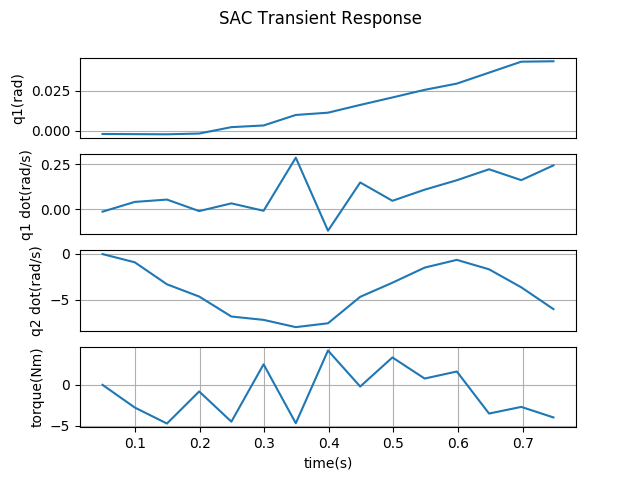 SAC Transient Response
q1(rad)
0.025
0.000
q1 dot(rad/s)
0.25
0.00
q2 dot(rad/s)
0
−5
torque(Nm)
0
−5
0.1 0.2 0.3 0.4 0.5 0.6 0.7
time(s)